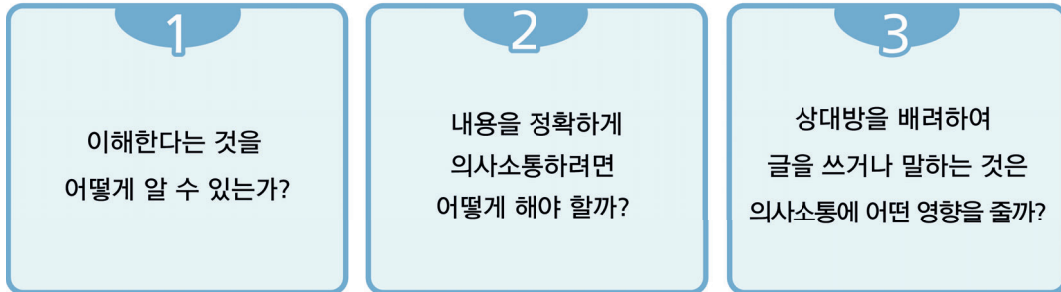 1
이해한다는 것을
어떻게 알 수 있는가?
2
내용을 정확하게
의사소통하려면
어떻게 해야 할까?
3
상대방을 배려하여
글을 쓰거나 말하는 것은
의사소통에 어떤 영향을 줄까?